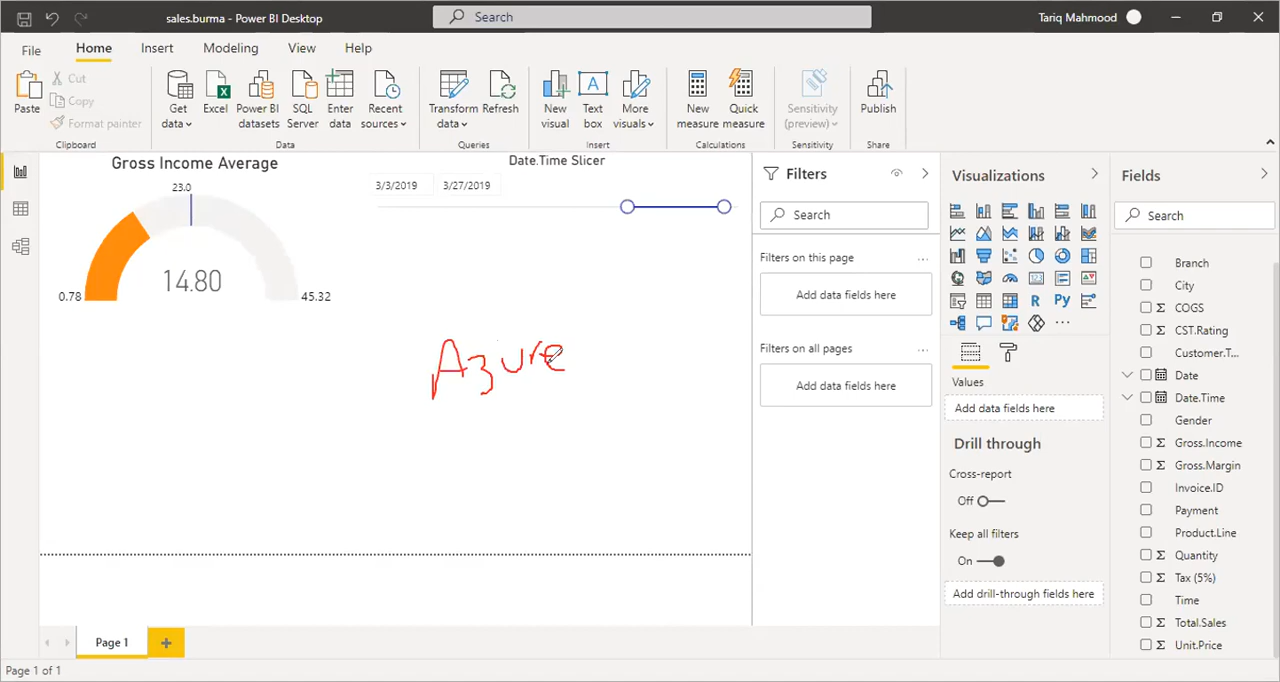 sales.burma - Power BI Desktop
Search
Tariq Mahmood
File Home Insert Modeling View Help
Paste
Cut
Copy
Format painter
Clipboard
Get data
Excel
Power BI datasets
SQL Server
Enter data
Recent sources
Data
Transform data
Refresh
Queries
New visual
Text box
More visuals
Insert
New measure
Quick measure
Calculations
Sensitivity (preview)
Sensitivity
Publish
Share
Gross Income Average
23.0
14.80
0.78
45.32
Date.Time Slicer
3/3/2019 3/27/2019
Azure
Filters
Search
Filters on this page ...
Add data fields here
Filters on all pages ...
Add data fields here
Visualizations
R Py
...
Values
Add data fields here
Drill through
Cross-report
Off
Keep all filters
On
Add drill-through fields here
Fields
Search
Branch
City
Σ COGS
Σ CST.Rating
Customer.T...
Date
Date.Time
Gender
Σ Gross.Income
Σ Gross.Margin
Invoice.ID
Payment
Product.Line
Σ Quantity
Σ Tax (5%)
Time
Σ Total.Sales
Σ Unit.Price
Page 1
Page 1 of 1